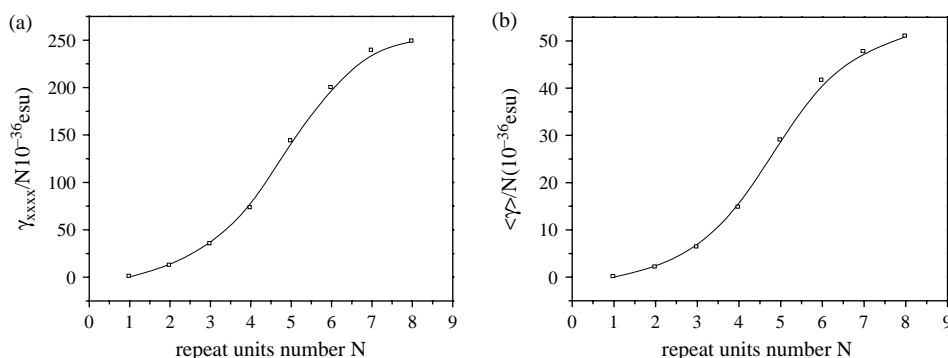 (a)
250
200
150
100
50
0
γxxxx/N10⁻³⁶esu)
0 1 2 3 4 5 6 7 8 9
repeat units number N
(b)
50
40
30
20
10
0
<γ>/N(10⁻³⁶esu)
0 1 2 3 4 5 6 7 8 9
repeat units number N